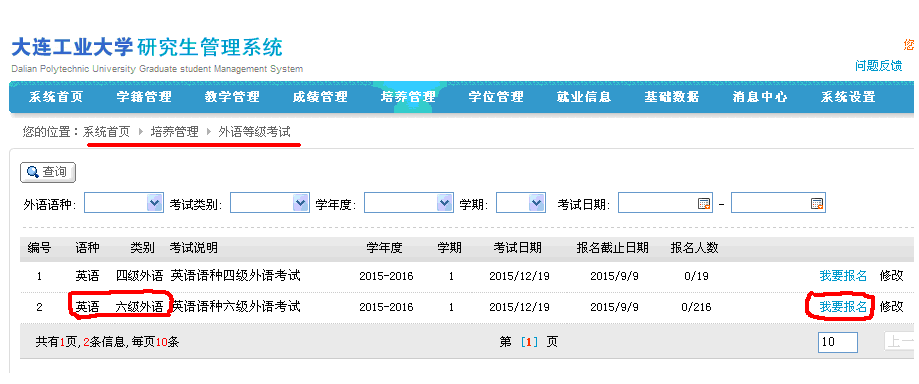 大连工业大学 研究生管理系统
您
Dalian Polytechnic University Graduate student Management System
问题反馈
系统首页 学籍管理 教学管理 成绩管理 培养管理 学位管理 就业信息 基础数据 消息中心 系统设置
您的位置：系统首页 培养管理 外语等级考试
查询
外语语种: 考试类别: 学年度: 学期: 考试日期: -
编号 语种 类别 考试说明 学年度 学期 考试日期 报名截止日期 报名人数
1 英语 四级外语 英语语种四级外语考试 2015-2016 1 2015/12/19 2015/9/9 0/19 我要报名 修改
2 英语 六级外语 英语语种六级外语考试 2015-2016 1 2015/12/19 2015/9/9 0/216 我要报名 修改
共有1页, 2条信息, 每页10条 第 [1] 页 10 上一